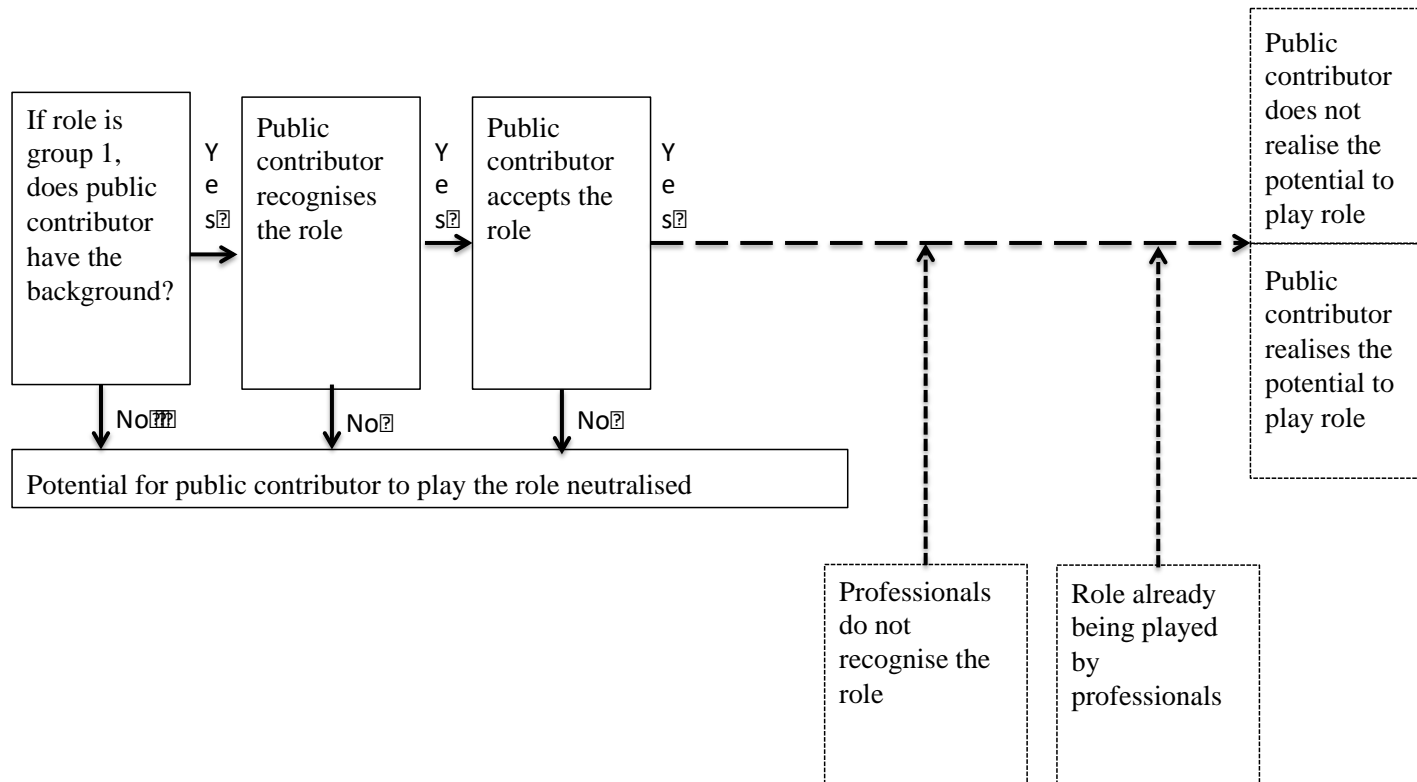 If role is
group 1,
does public
contributor
have the
background?
Y
e
s
Public
contributor
recognises
the role
Y
e
s
Public
contributor
accepts the
role
Y
e
s
Public
contributor
does not
realise the
potential to
play role
Public
contributor
realises the
potential to
play role
No
No
No
Potential for public contributor to play the role neutralised
Professionals
do not
recognise the
role
Role already
being played
by
professionals